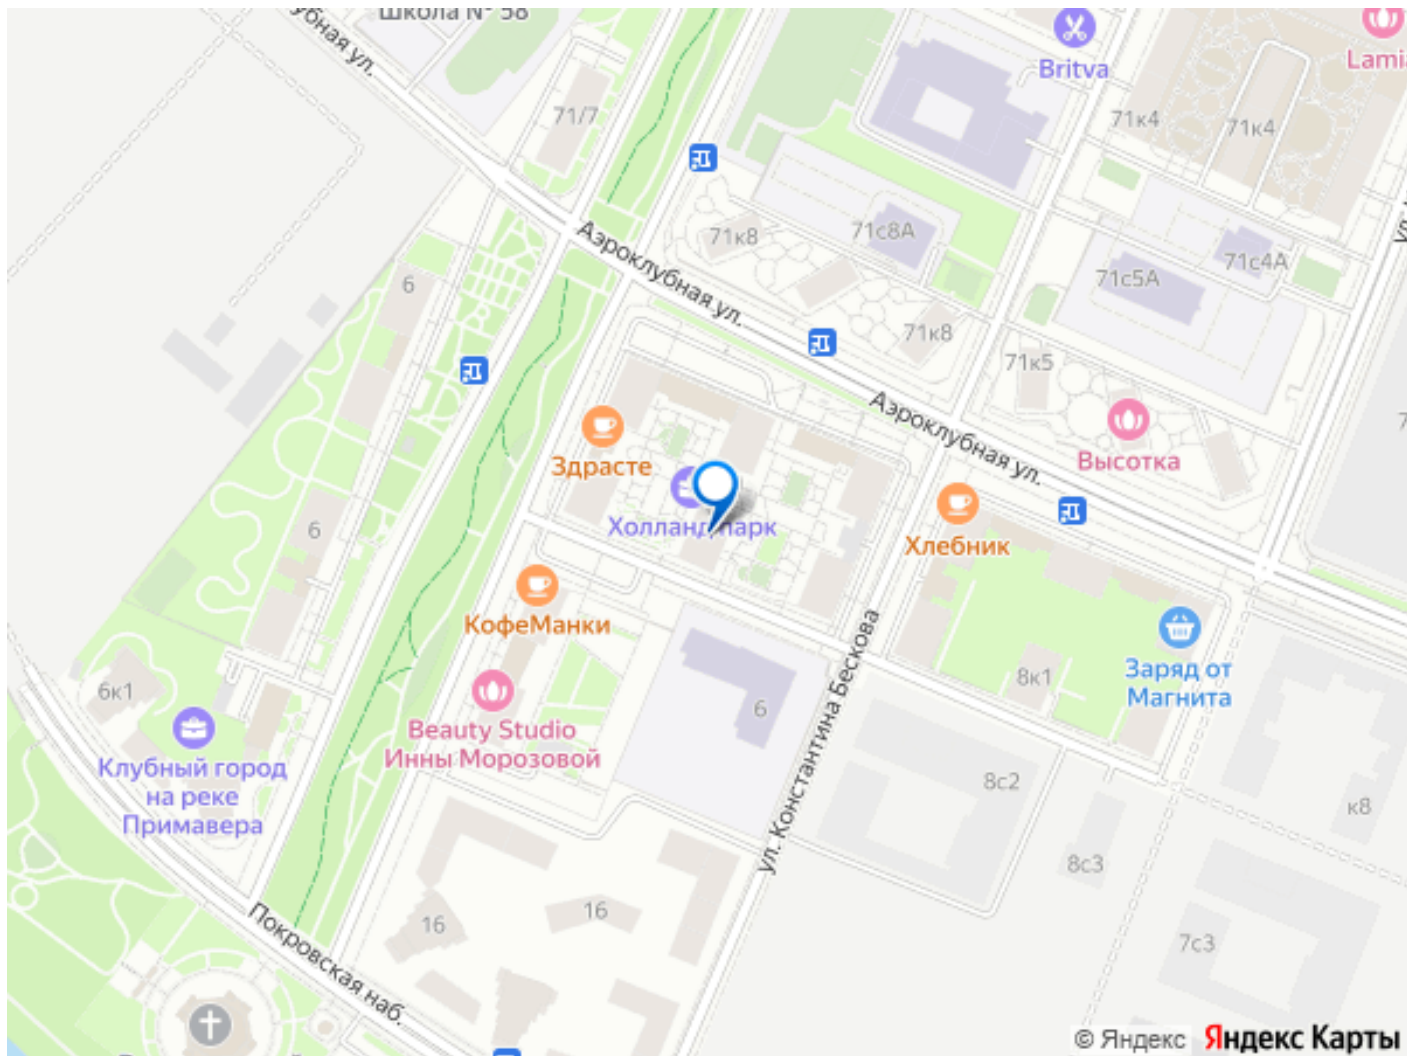 Школа № 58
убная ул.
71/7
Britva
Lami
71к4
71к4
71к8
71с8А
Аэроклубная ул.
71с4А
71с5А
6
71к8
71к5
Аэроклубная ул.
Высотка
Здрасте
Холланд парк
Хлебник
6
КофеМанки
ул. Константина Бескова
Заряд от
Магнита
8к1
6к1
6
Beauty Studio
Инны Морозовой
Клубный город
на реке
Примавера
8с2
к8
8с3
16
16
7с3
Покровская наб.
© Яндекс Яндекс Карты